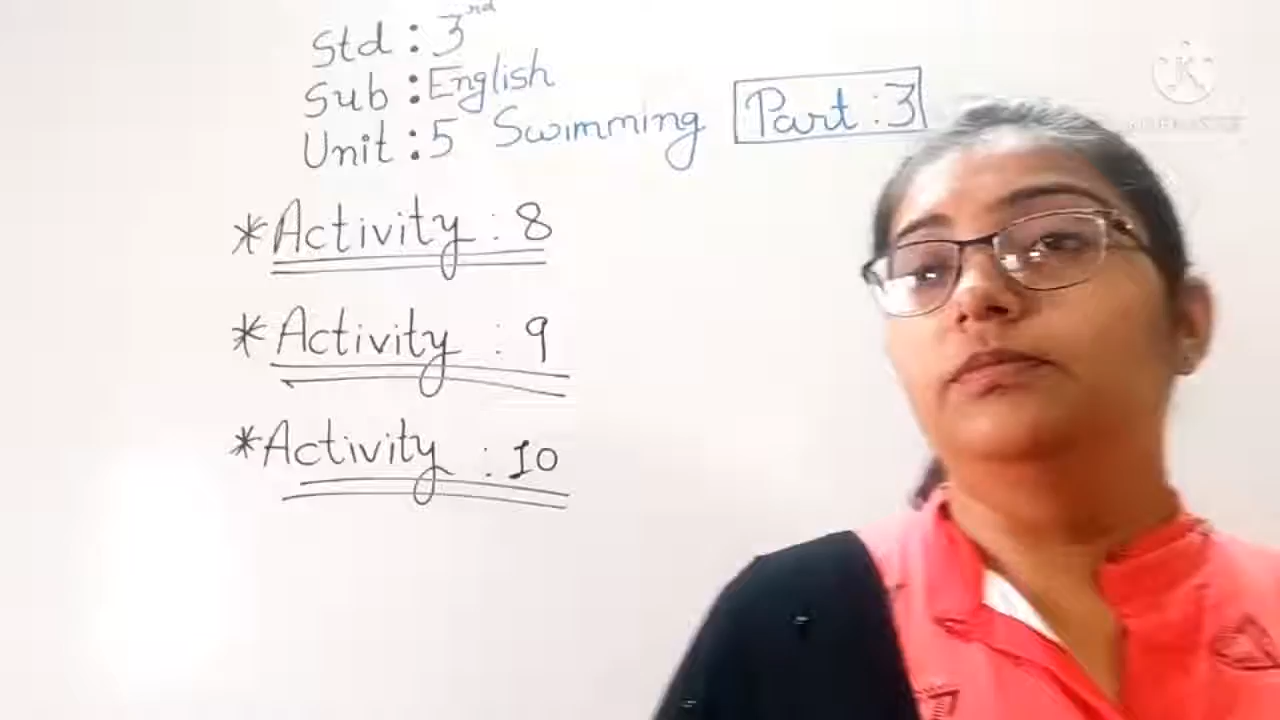 Std : 3rd
Sub : English
Unit : 5 Swimming Part : 3
* Activity : 8
* Activity : 9
* Activity : 10